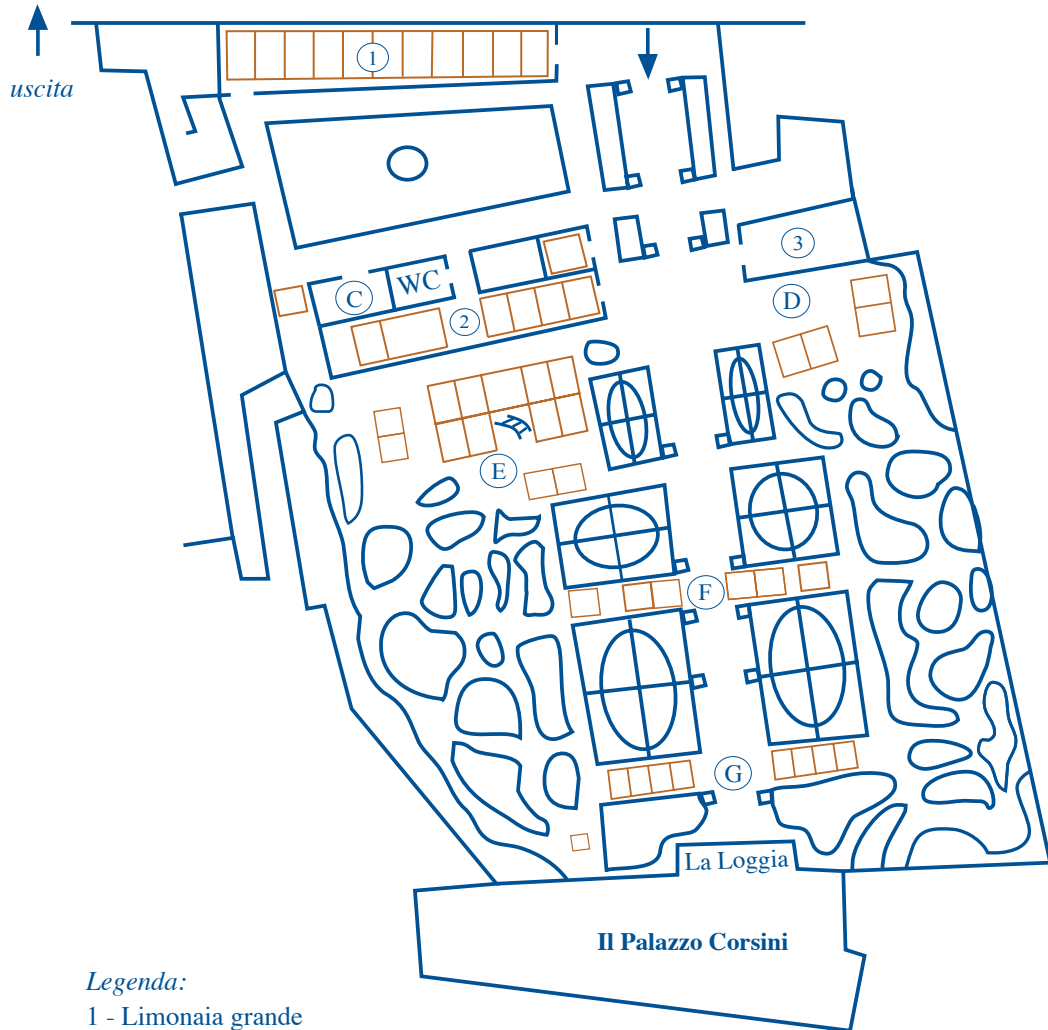 uscita
1
3
C
WC
2
D
E
F
G
La Loggia
Il Palazzo Corsini
Legenda:
1 - Limonaia grande